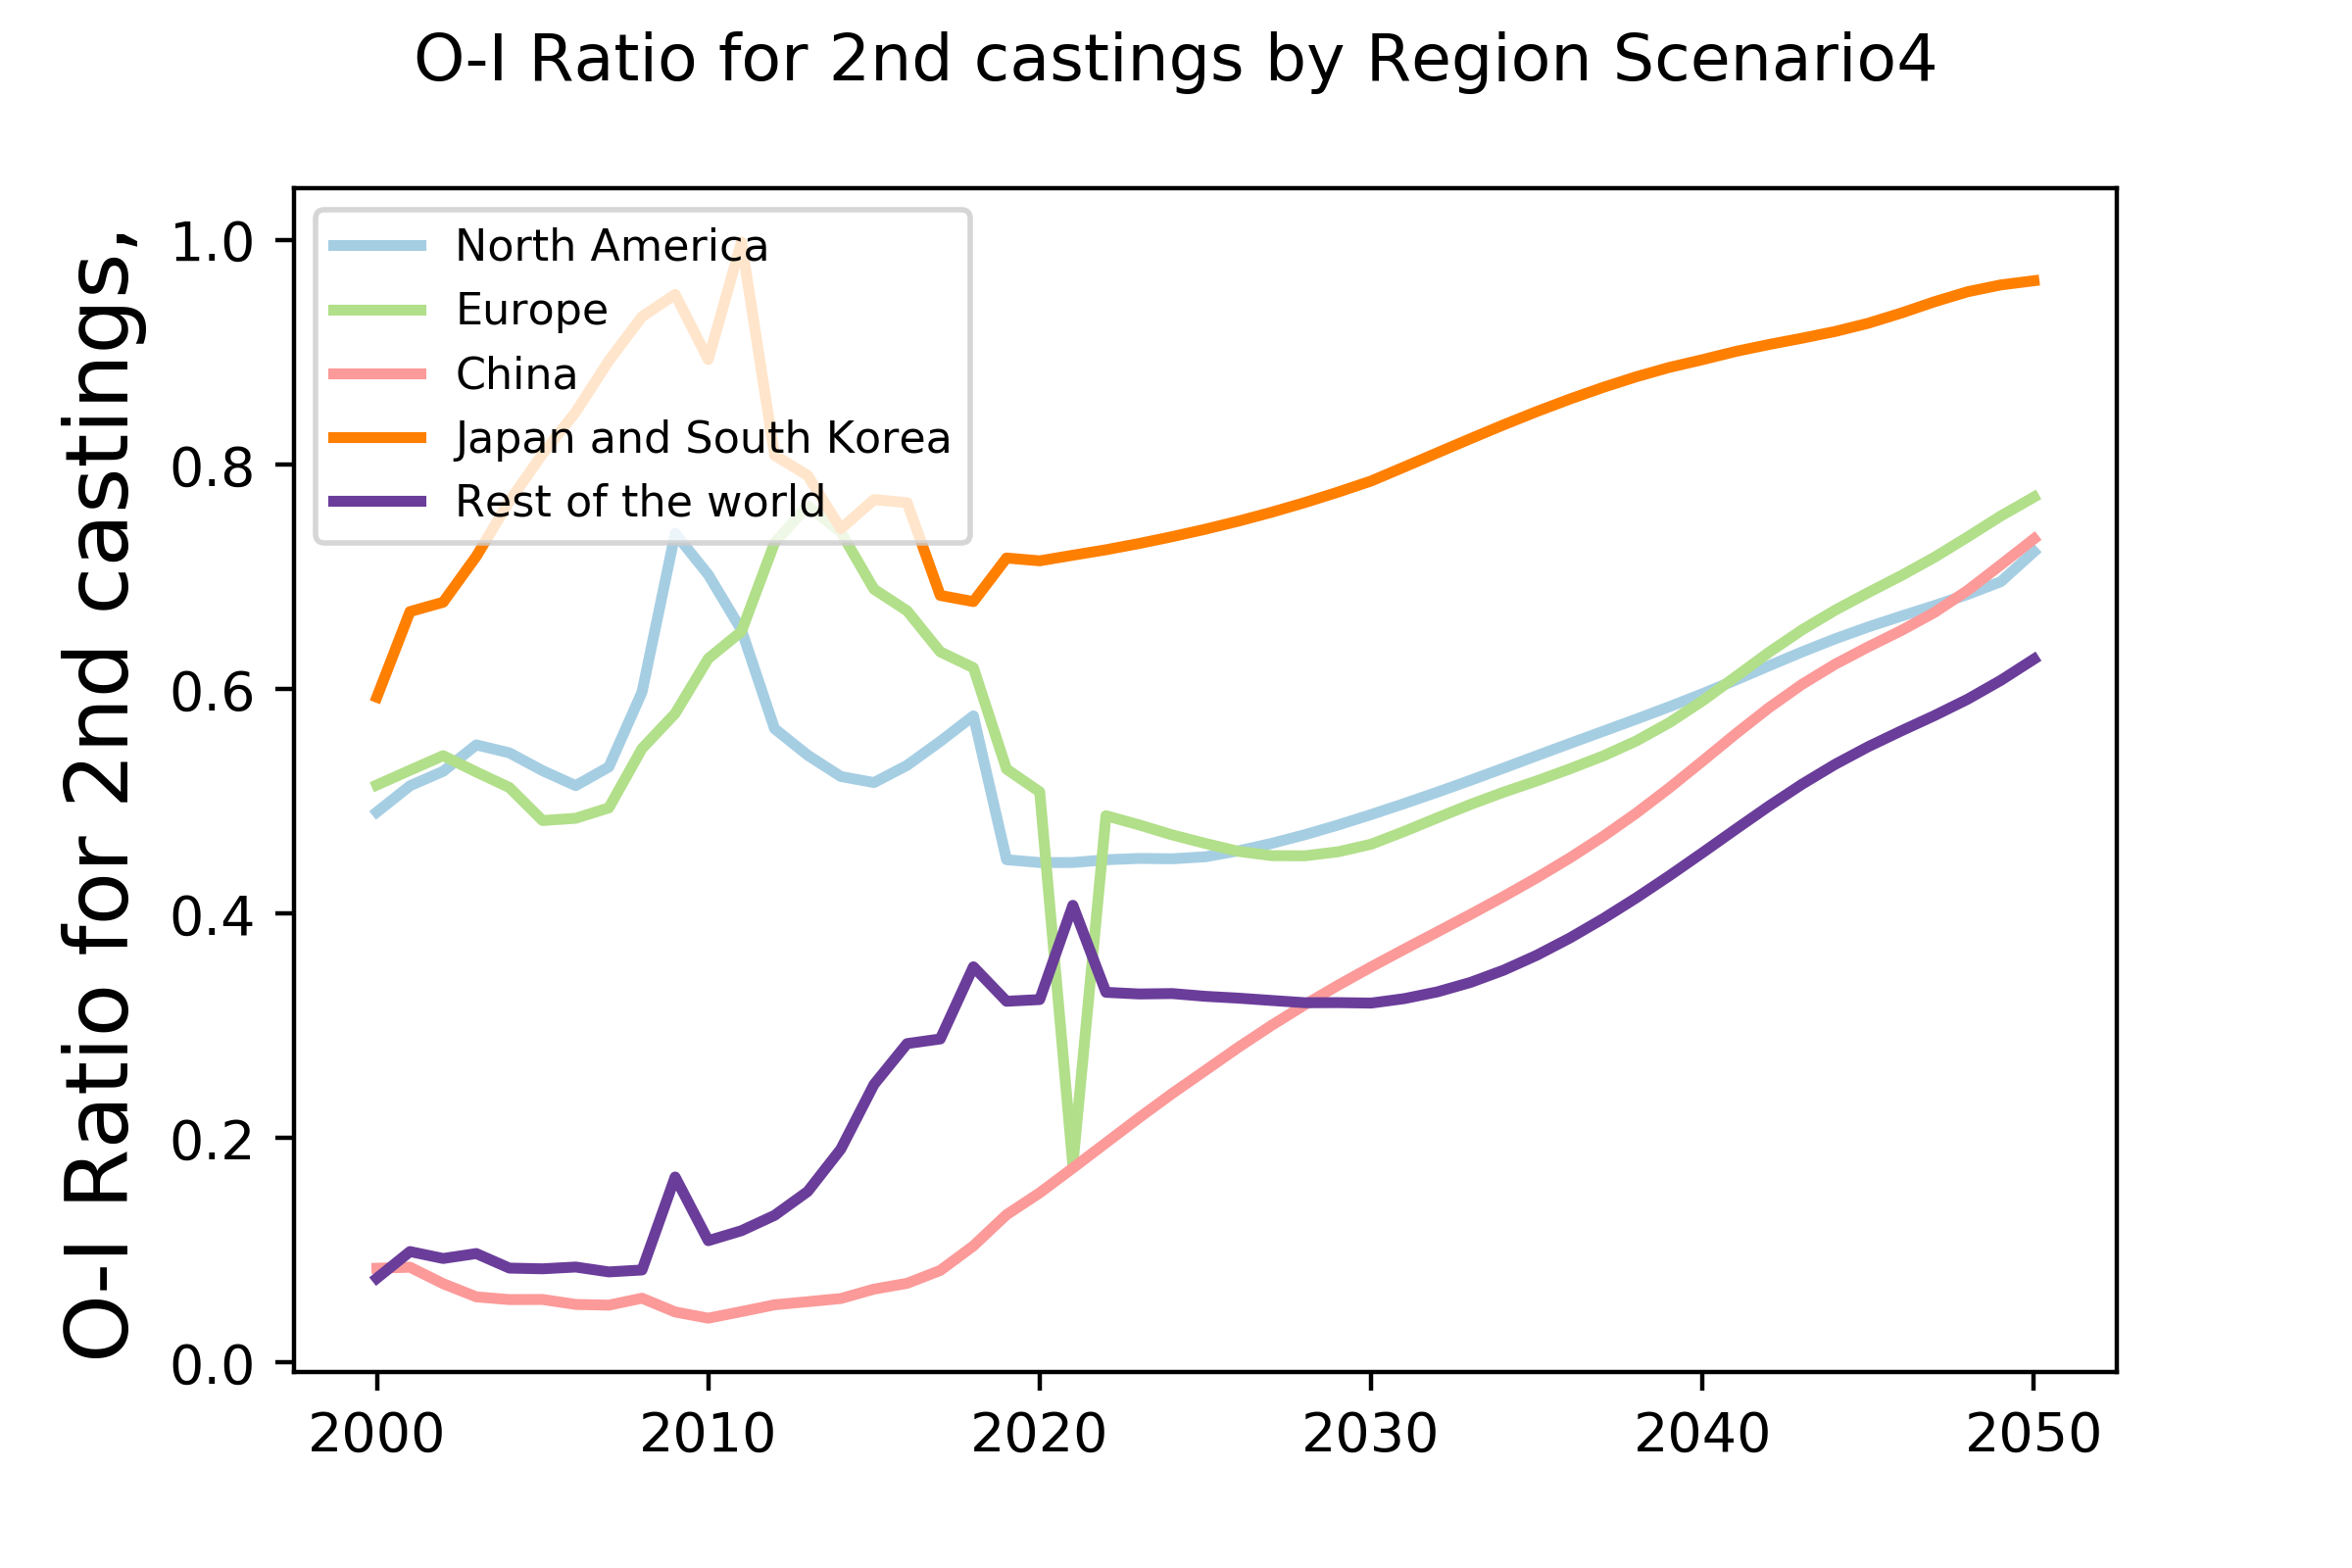 O-I Ratio for 2nd castings by Region Scenario4
O-I Ratio for 2nd castings,
1.0
0.8
0.6
0.4
0.2
0.0
North America
Europe
China
Japan and South Korea
Rest of the world
2000 2010 2020 2030 2040 2050